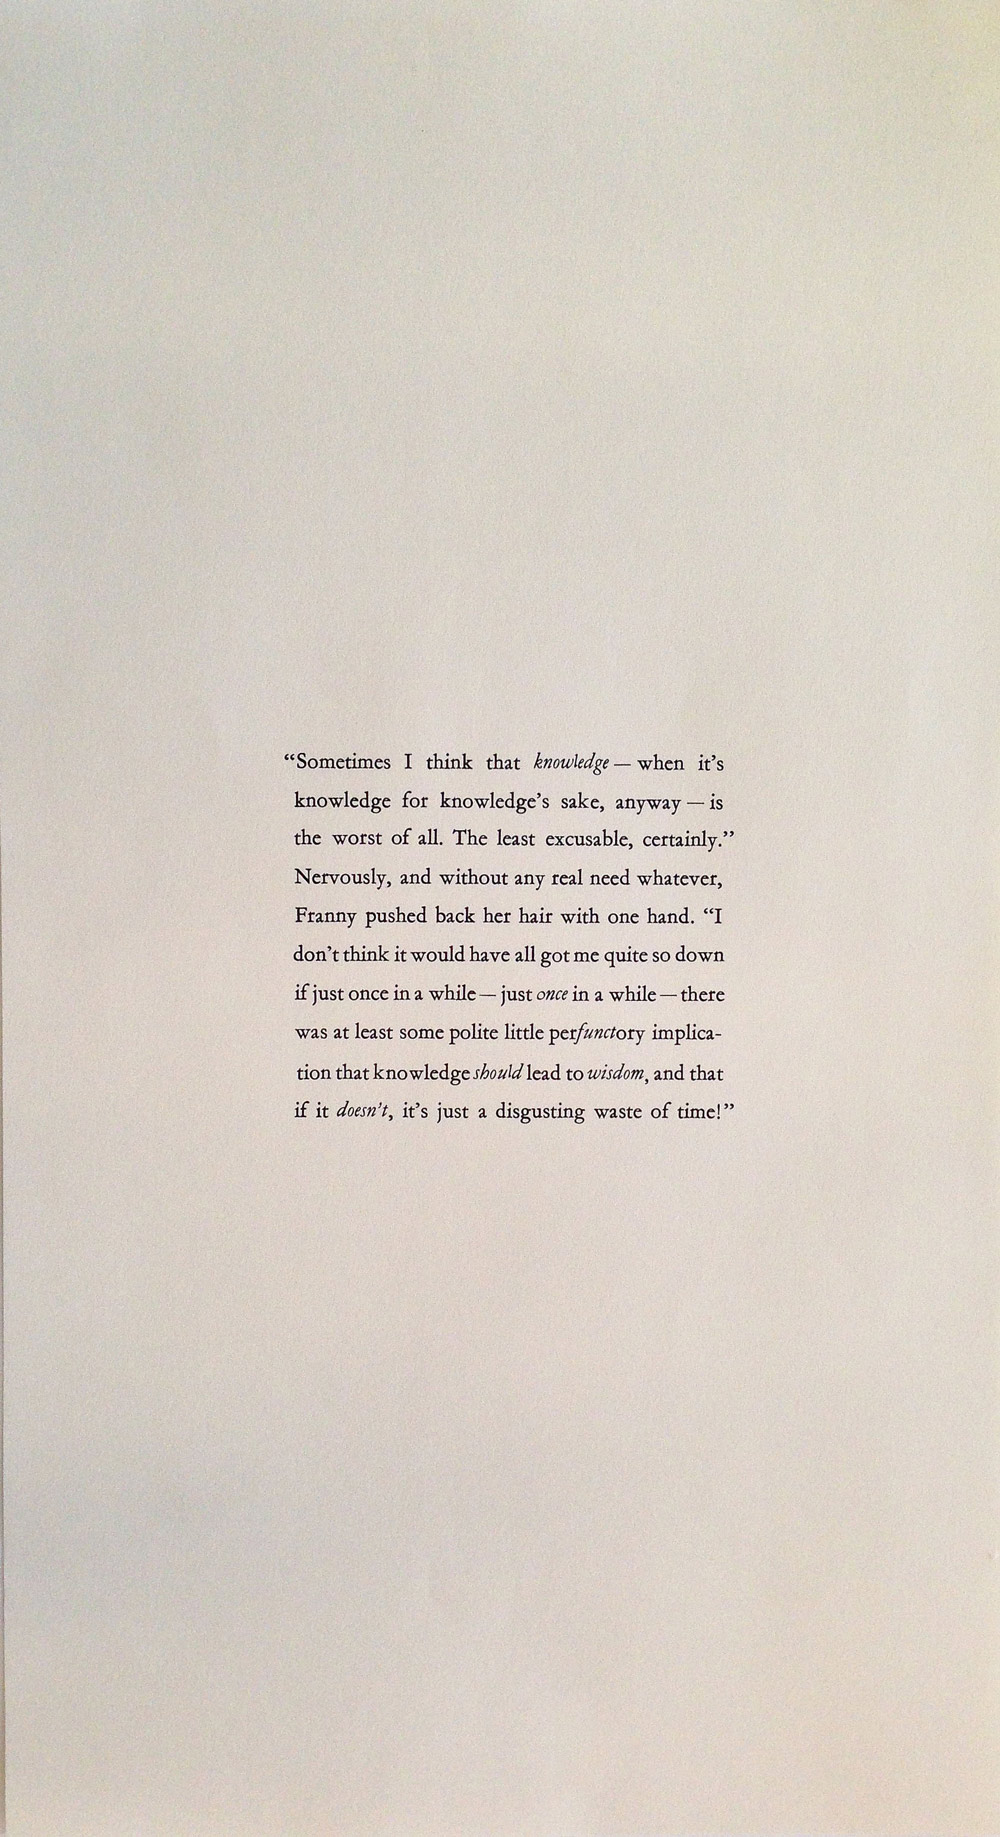 “Sometimes I think that knowledge — when it’s
knowledge for knowledge’s sake, anyway — is
the worst of all. The least excusable, certainly.”
Nervously, and without any real need whatever,
Franny pushed back her hair with one hand. “I
don’t think it would have all got me quite so down
if just once in a while — just once in a while — there
was at least some polite little perfunctory implica-
tion that knowledge should lead to wisdom, and that
if it doesn’t, it’s just a disgusting waste of time!”